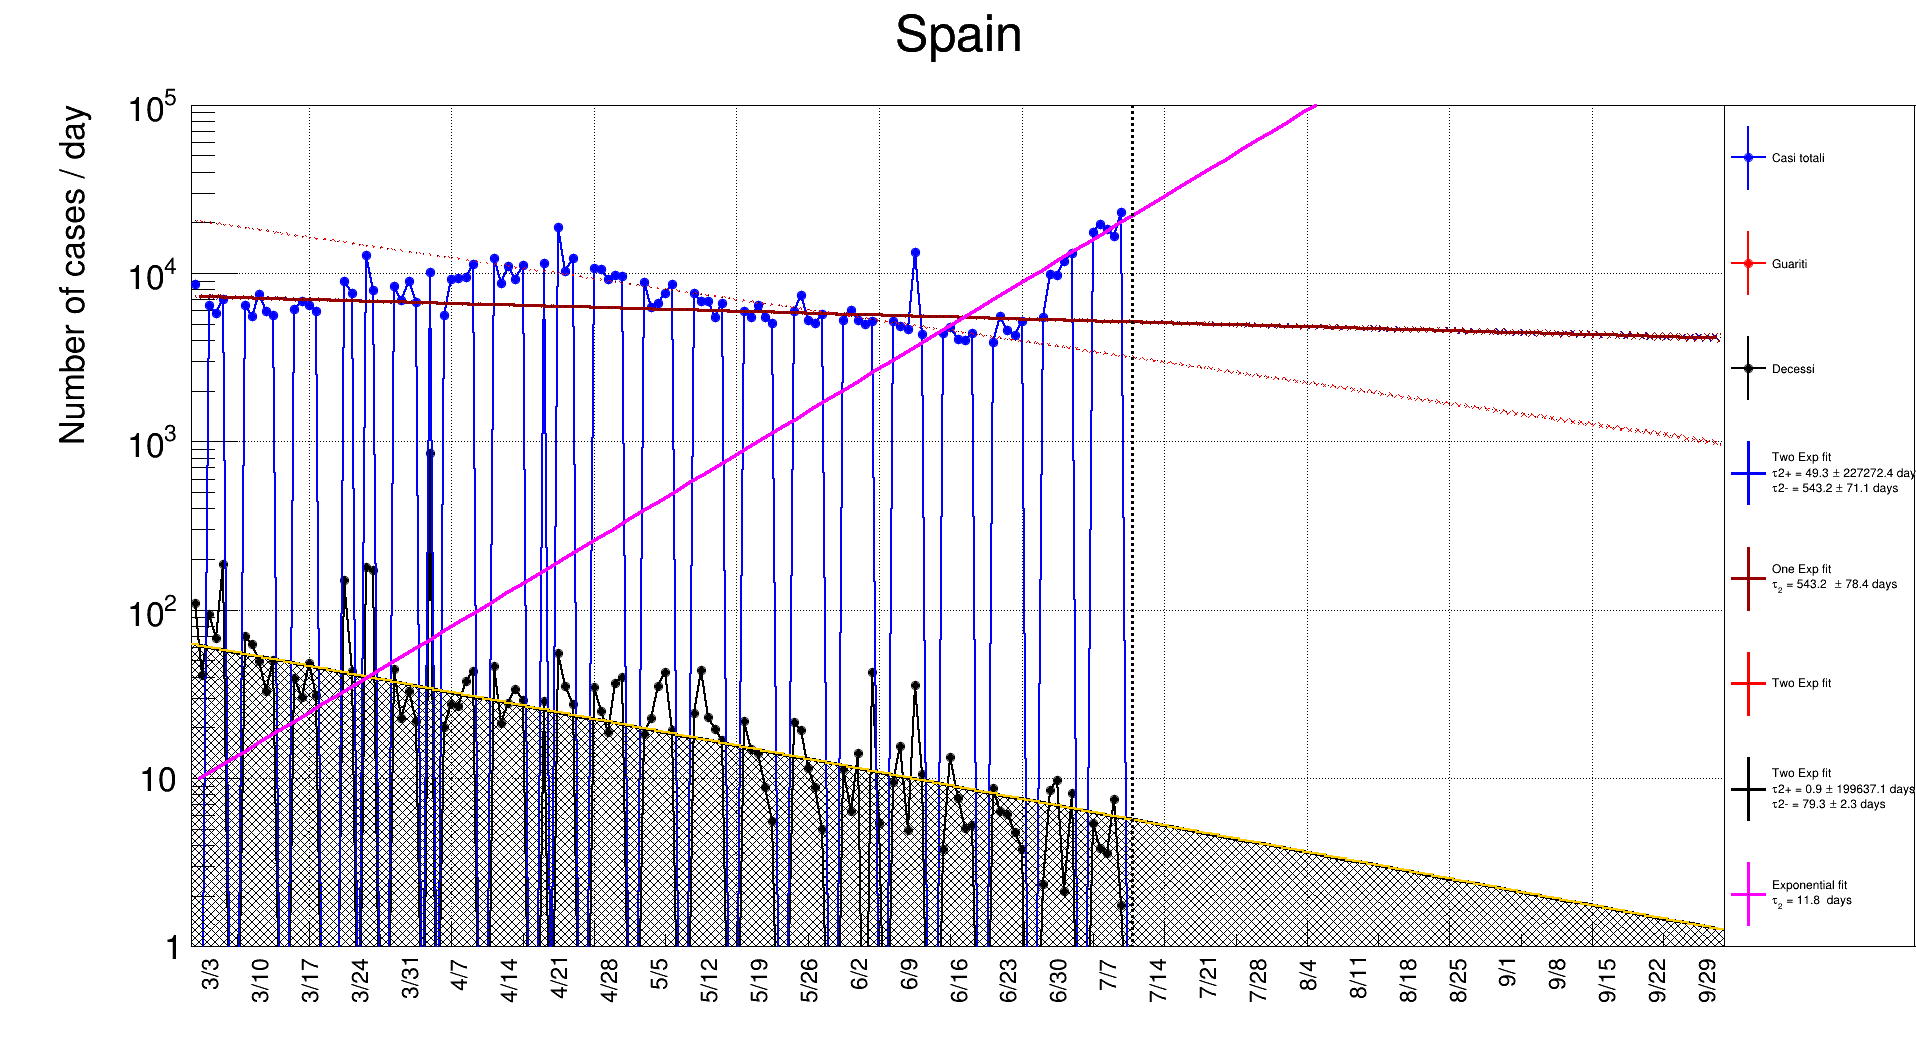 Spain
Number of cases / day
10^5
10^4
10^3
10^2
10
1
3/3 3/10 3/17 3/24 3/31 4/7 4/14 4/21 4/28 5/5 5/12 5/19 5/26 6/2 6/9 6/16 6/23 6/30 7/7 7/14 7/21 7/28 8/4 8/11 8/18 8/25 9/1 9/8 9/15 9/22 9/29
Casi totali
Guariti
Decessi
Two Exp fit
τ2+ = 49.3 ± 227272.4 day
τ2- = 543.2 ± 71.1 days
One Exp fit
τ2 = 543.2 ± 78.4 days
Two Exp fit
Two Exp fit
τ2+ = 0.9 ± 199637.1 days
τ2- = 79.3 ± 2.3 days
Exponential fit
τ2 = 11.8 days